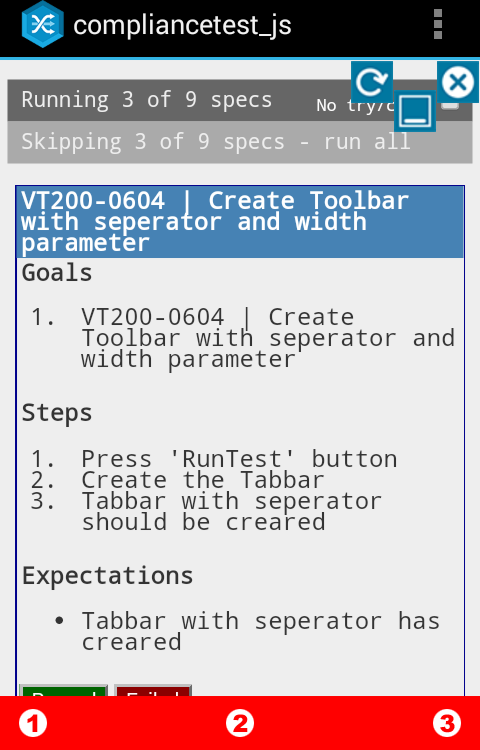 compliancetest_js
Running 3 of 9 specs
No try/c
Skipping 3 of 9 specs - run all
VT200-0604 | Create Toolbar
with seperator and width
parameter
Goals
1. VT200-0604 | Create
Toolbar with seperator and
width parameter
Steps
1. Press 'RunTest' button
2. Create the Tabbar
3. Tabbar with seperator
should be creared
Expectations
• Tabbar with seperator has
creared
1 2 3